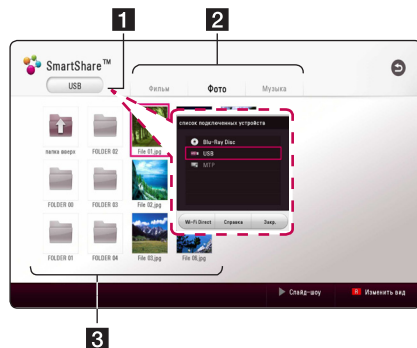 1
2
SmartShare™
USB
Фильм
Фото
Музыка
список подключенных устройств
Blu-Ray Disc
USB
MTP
Wi-Fi Direct
Справка
Закр.
папка вверх
FOLDER 02
File 01.jpg
FOLDER 00
FOLDER 03
File 02.jpg
FOLDER 01
FOLDER 04
File 03.jpg
File 06.jpg
Слайд-шоу
R Изменить вид
3